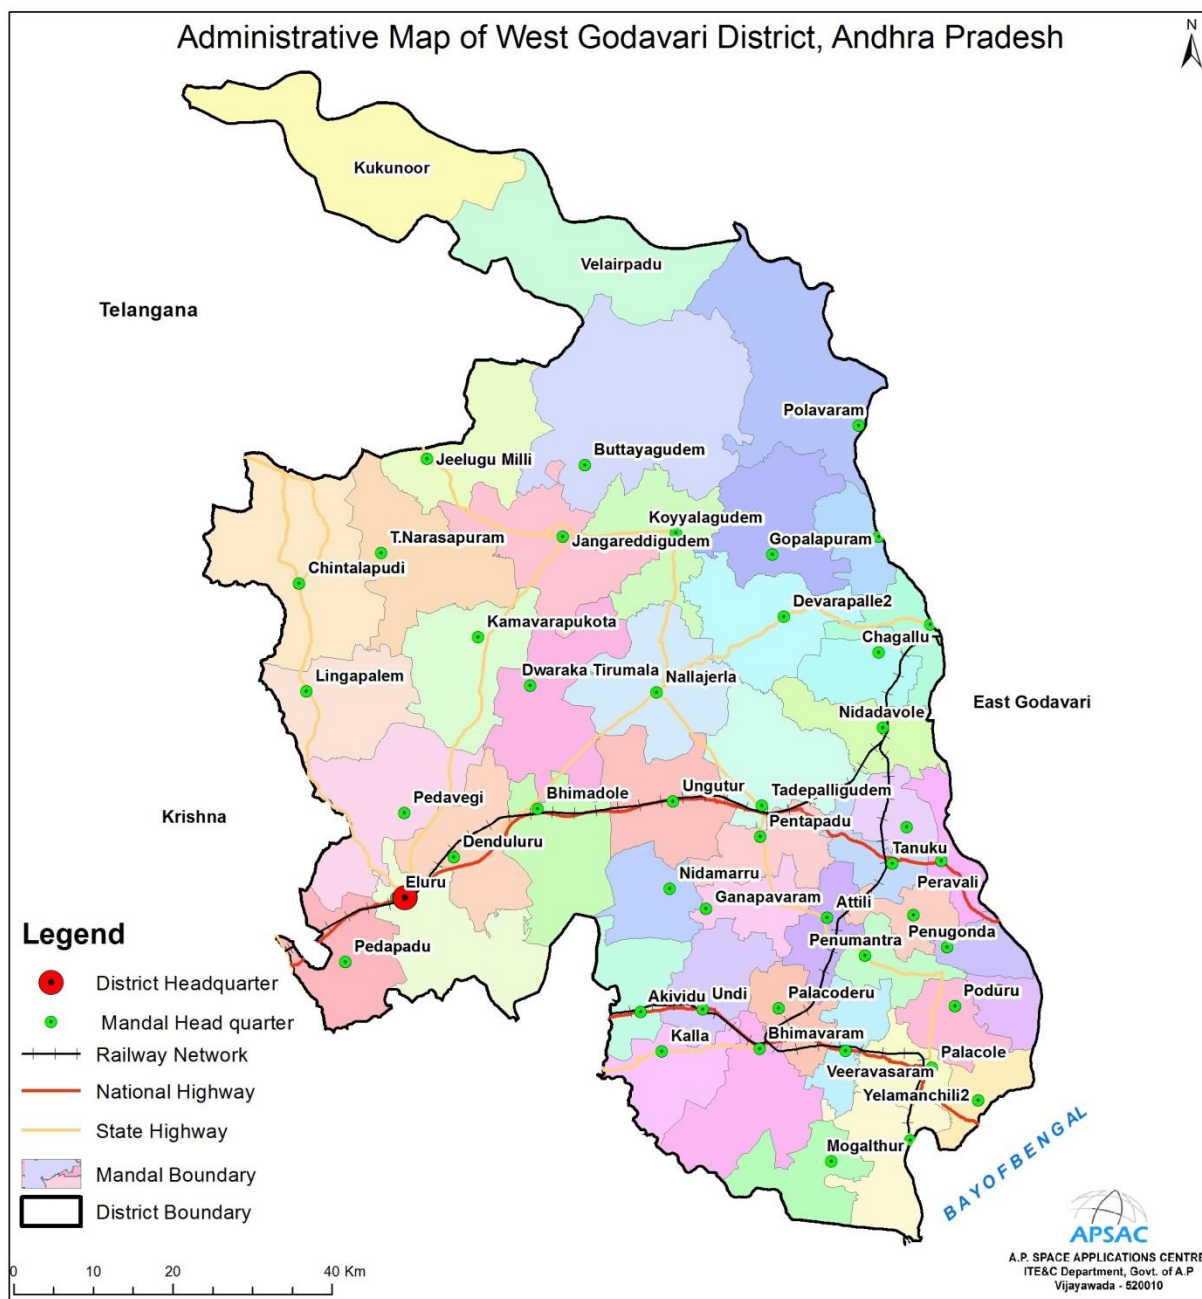 Administrative Map of West Godavari District, Andhra Pradesh
N
Kukunoor
Velairpadu
Telangana
Polavaram
Buttayagudem
Jeelugu Milli
Koyyalagudem
T.Narasapuram
Jangareddigudem
Gopalapuram
Chintalapudi
Devarapalle2
Kamavarapukota
Chagallu
Dwaraka Tirumala
Nallajerla
Lingapalem
East Godavari
Nidadavole
Bhimadole
Ungutur
Tadepalligudem
Pedavegi
Krishna
Pentapadu
Denduluru
Tanuku
Peravali
Eluru
Nidamarru
Ganapavaram
Attili
Penugonda
Penumantra
Pedapadu
Akividu
Undi
Palacoderu
Poduru
Kalla
Bhimavaram
Palacole
Veeravasaram
Yelamanchili2
Mogalthur
BAYOFBENGAL
Legend
District Headquarter
Mandal Head quarter
Railway Network
National Highway
State Highway
Mandal Boundary
District Boundary
0 10 20 40 Km
APSAC
A.P. SPACE APPLICATIONS CENTRE
ITE&C Department, Govt. of A.P
Vijayawada - 520010